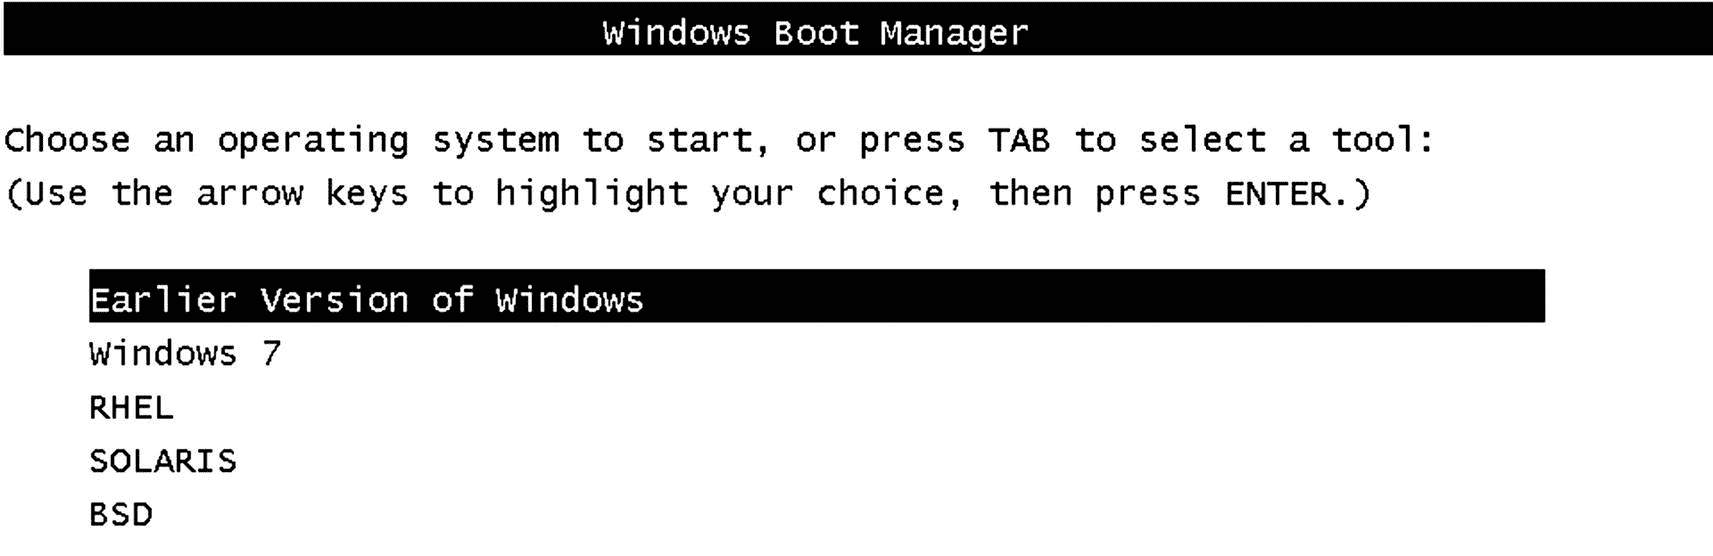 Windows Boot Manager
Choose an operating system to start, or press TAB to select a tool:
(Use the arrow keys to highlight your choice, then press ENTER.)
Earlier Version of Windows
Windows 7
RHEL
SOLARIS
BSD